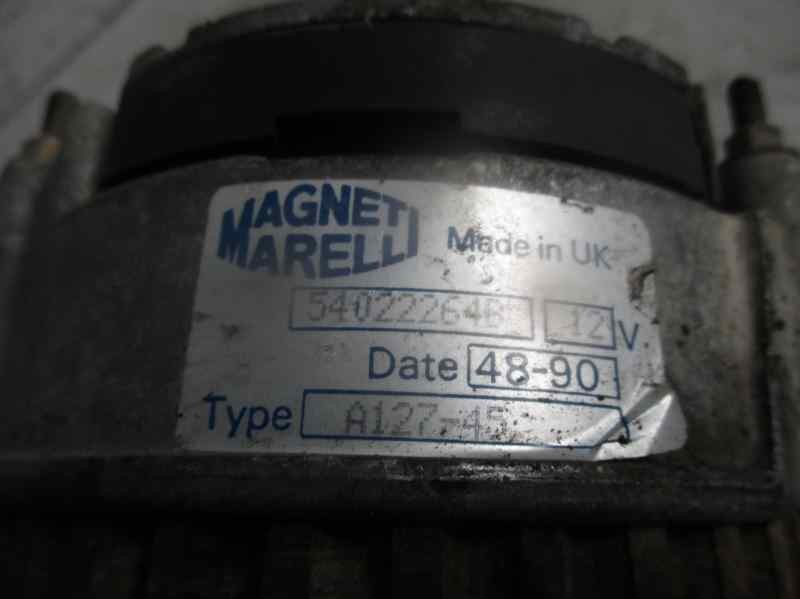 MAGNETI
MARELLI
Made in UK
54022264B 12 V
Date 48-90
Type A127-45